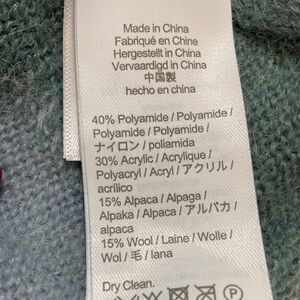 Made in China
Fabriqué en Chine
Hergestellt in China
Vervaardigd in China
中国製
hecho en china
40% Polyamide / Polyamide /
Polyamide / Polyamide /
ナイロン / poliamida
30% Acrylic / Acrylique /
Polyacryl / Acryl / アクリル /
acrílico
15% Alpaca / Alpaga /
Alpaka / Alpaca / アルパカ /
alpaca
15% Wool / Laine / Wolle /
Wol / 毛 / lana
Dry Clean.